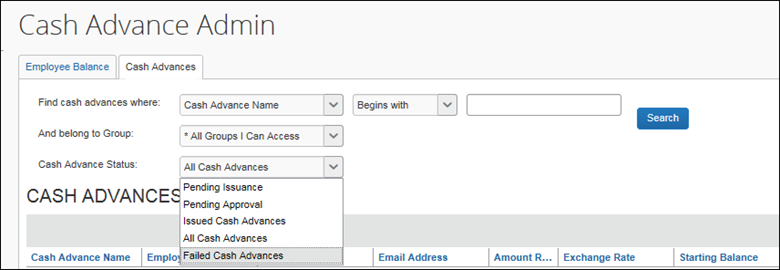 Cash Advance Admin
Employee Balance Cash Advances
Find cash advances where: Cash Advance Name Begins with Search
And belong to Group: * All Groups I Can Access
Cash Advance Status: All Cash Advances
Pending Issuance
CASH ADVANCES
Pending Approval
Issued Cash Advances
All Cash Advances
Failed Cash Advances
Cash Advance Name Email Address Amount R... Exchange Rate Starting Balance